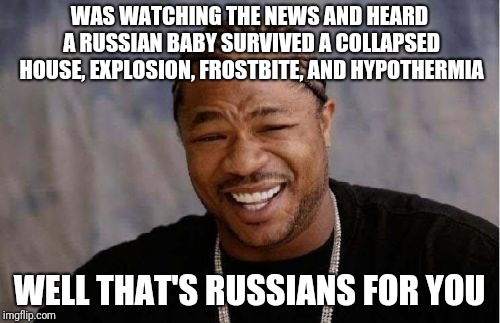 WAS WATCHING THE NEWS AND HEARD
A RUSSIAN BABY SURVIVED A COLLAPSED
HOUSE, EXPLOSION, FROSTBITE, AND HYPOTHERMIA
WELL THAT'S RUSSIANS FOR YOU
imgflip.com